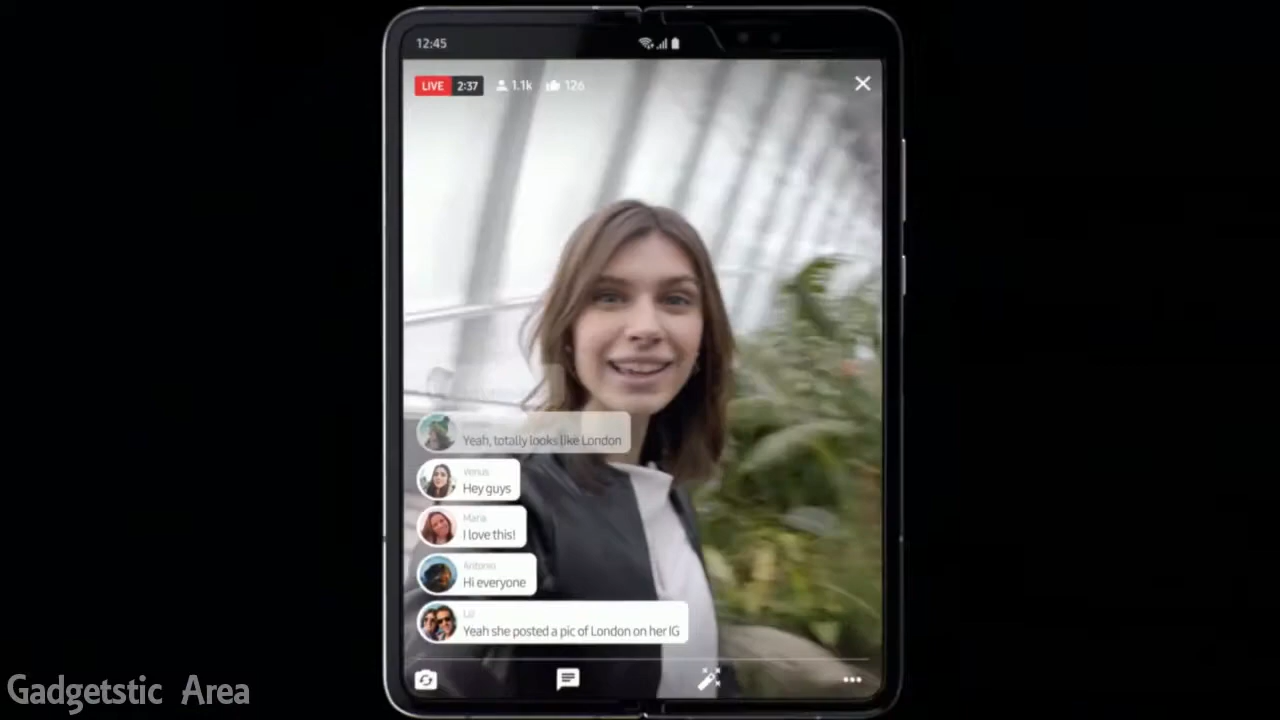 12:45
LIVE 2:37 1.1k 126
Yeah, totally looks like London
Venus
Hey guys
Maria
I love this!
Antonio
Hi everyone
Yeah she posted a pic of London on her IG
Gadgetstic Area